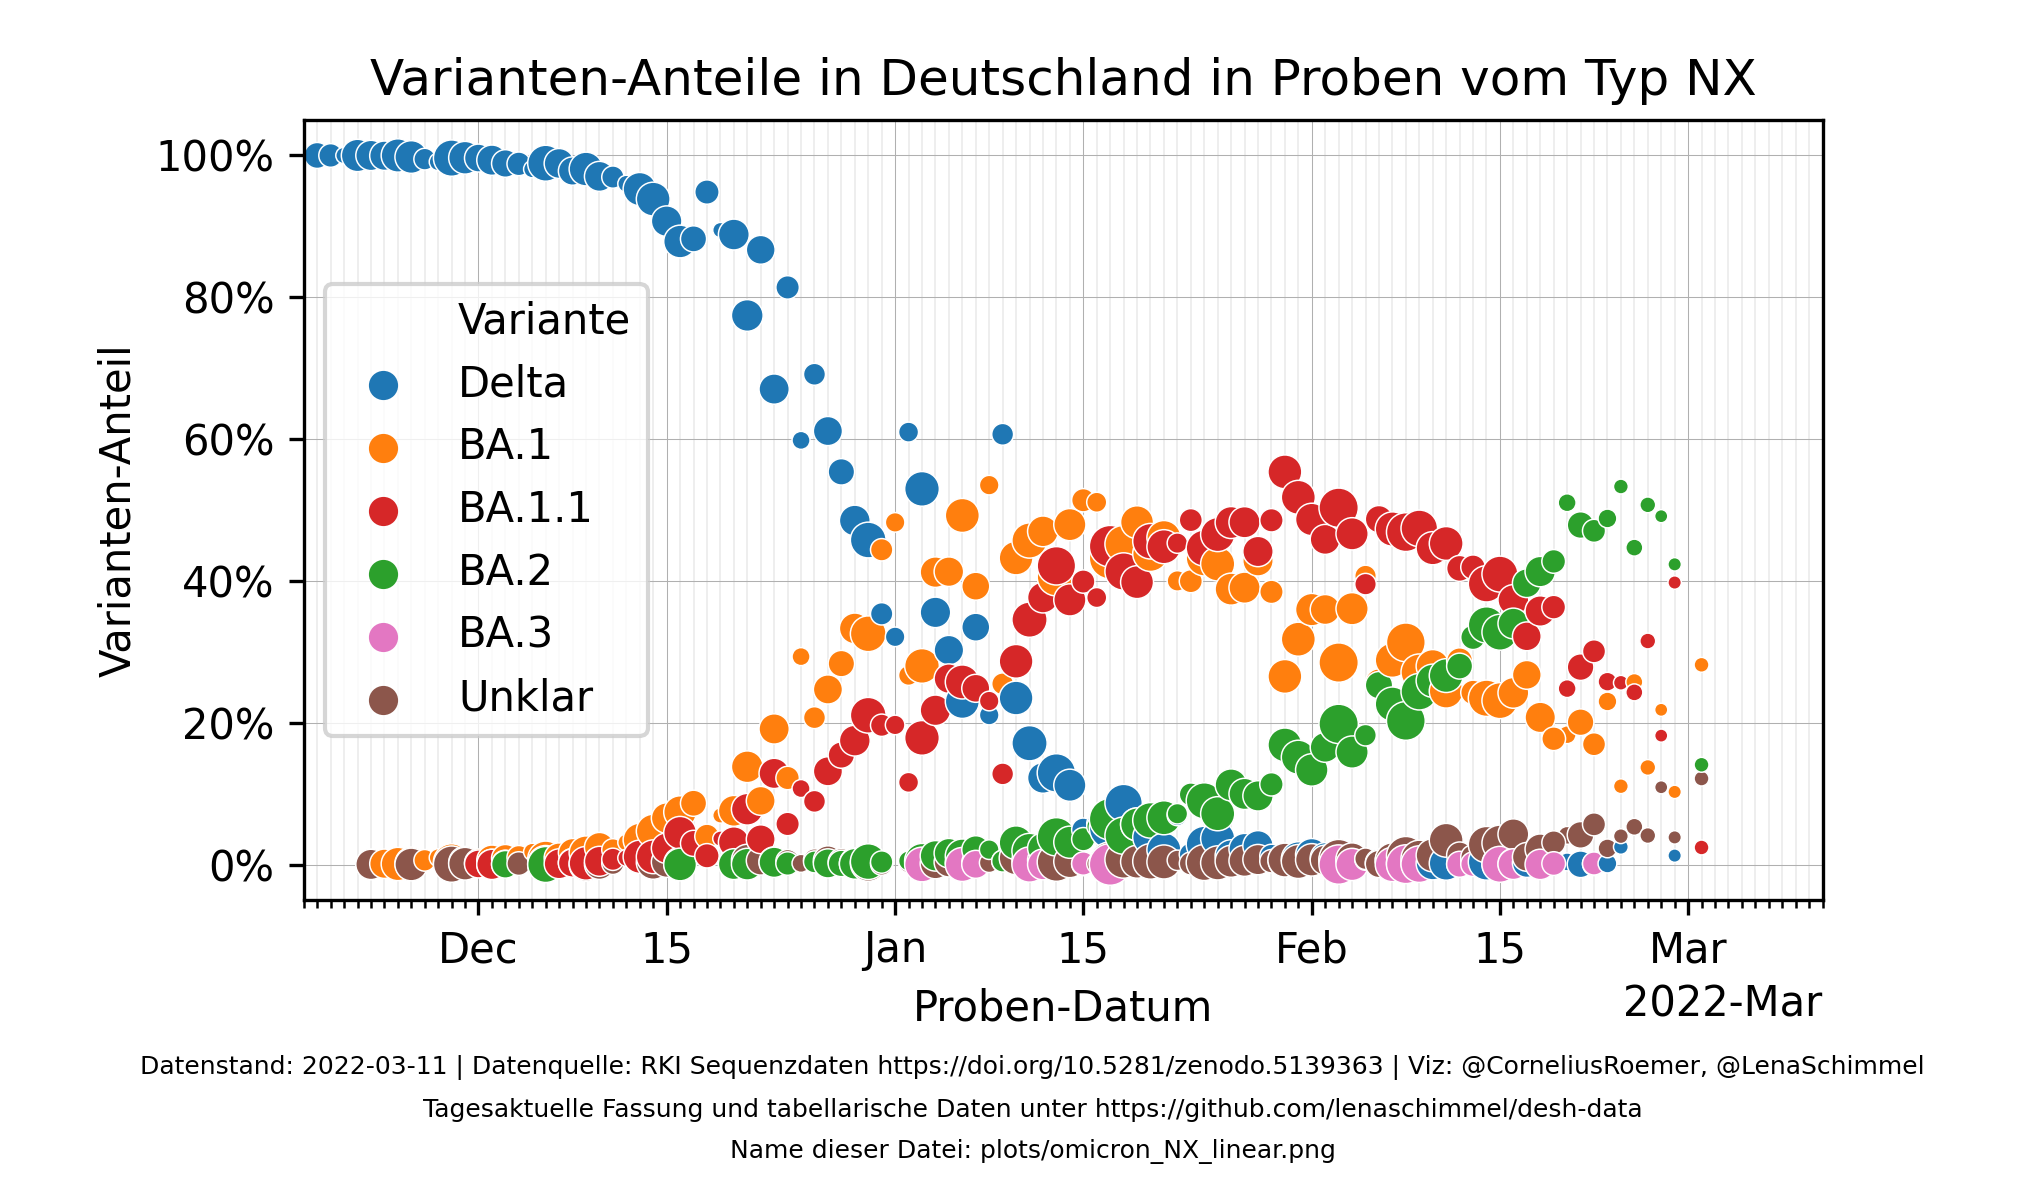 Varianten-Anteile in Deutschland in Proben vom Typ NX
Varianten-Anteil
100%
80%
60%
40%
20%
0%
Variante
Delta
BA.1
BA.1.1
BA.2
BA.3
Unklar
Dec 15 Jan 15 Feb 15 Mar
2022-Mar
Proben-Datum
Datenstand: 2022-03-11 | Datenquelle: RKI Sequenzdaten https://doi.org/10.5281/zenodo.5139363 | Viz: @CorneliusRoemer, @LenaSchimmel
Tagesaktuelle Fassung und tabellarische Daten unter https://github.com/lenaschimmel/desh-data
Name dieser Datei: plots/omicron_NX_linear.png